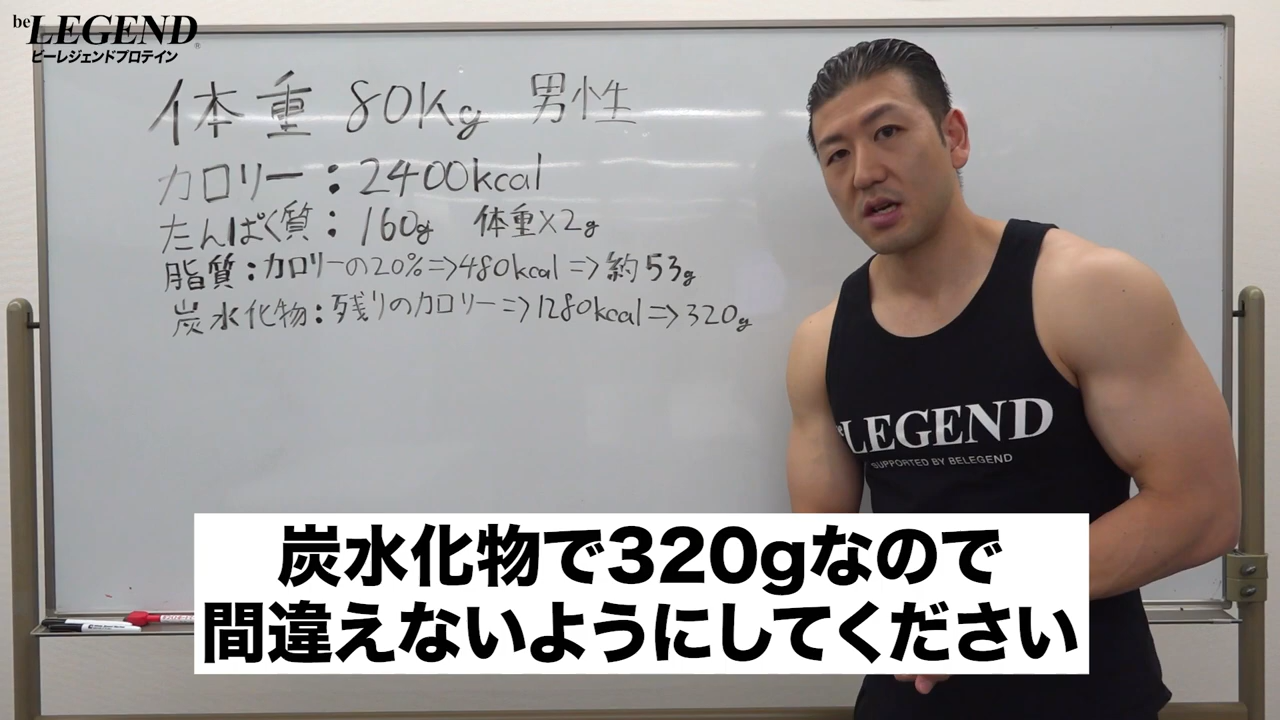 be LEGEND®
ビーレジェンドプロテイン
体重 80Kg 男性
カロリー：2400kcal
たんぱく質：160g 体重×2g
脂質：カロリーの20%⇒480kcal⇒約53g
炭水化物：残りのカロリー⇒1280kcal⇒320g
beLEGEND
SUPPORTED BY BELEGEND
炭水化物で320gなので
間違えないようにしてください